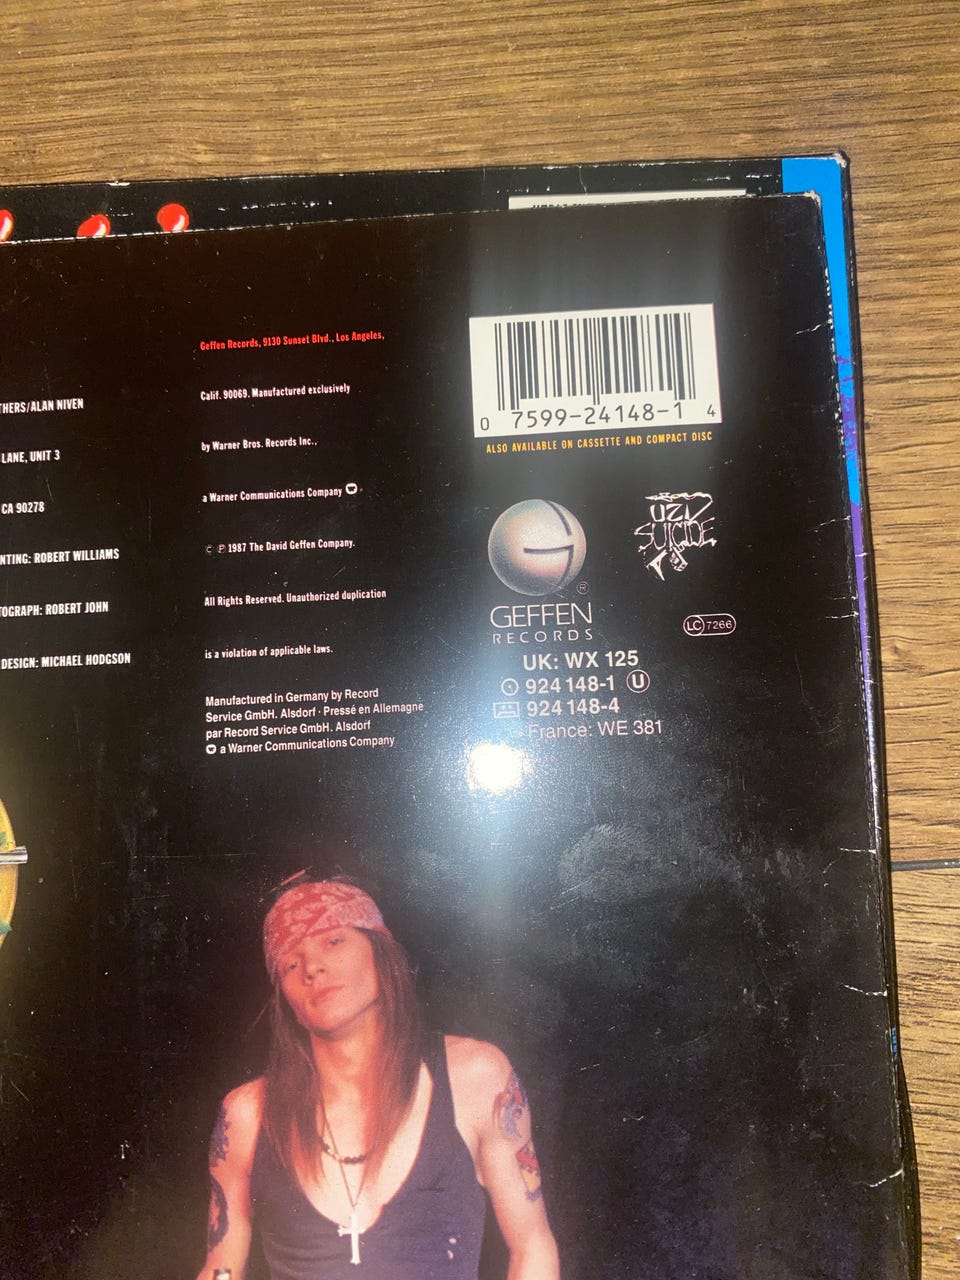 THERS/ALAN NIVEN
LANE, UNIT 3
CA 90278
NTING: ROBERT WILLIAMS
TOGRAPH: ROBERT JOHN
DESIGN: MICHAEL HODGSON
Geffen Records, 9130 Sunset Blvd., Los Angeles,
Calif. 90069. Manufactured exclusively
by Warner Bros. Records Inc.,
a Warner Communications Company
© ℗ 1987 The David Geffen Company.
All Rights Reserved. Unauthorized duplication
is a violation of applicable laws.
Manufactured in Germany by Record
Service GmbH. Alsdorf · Pressé en Allemagne
par Record Service GmbH. Alsdorf
a Warner Communications Company
0 7599-24148-1 4
ALSO AVAILABLE ON CASSETTE AND COMPACT DISC
G
®
GEFFEN
RECORDS
UZI
SUICIDE
LC 7266
UK: WX 125
924 148-1 U
924 148-4
France: WE 381